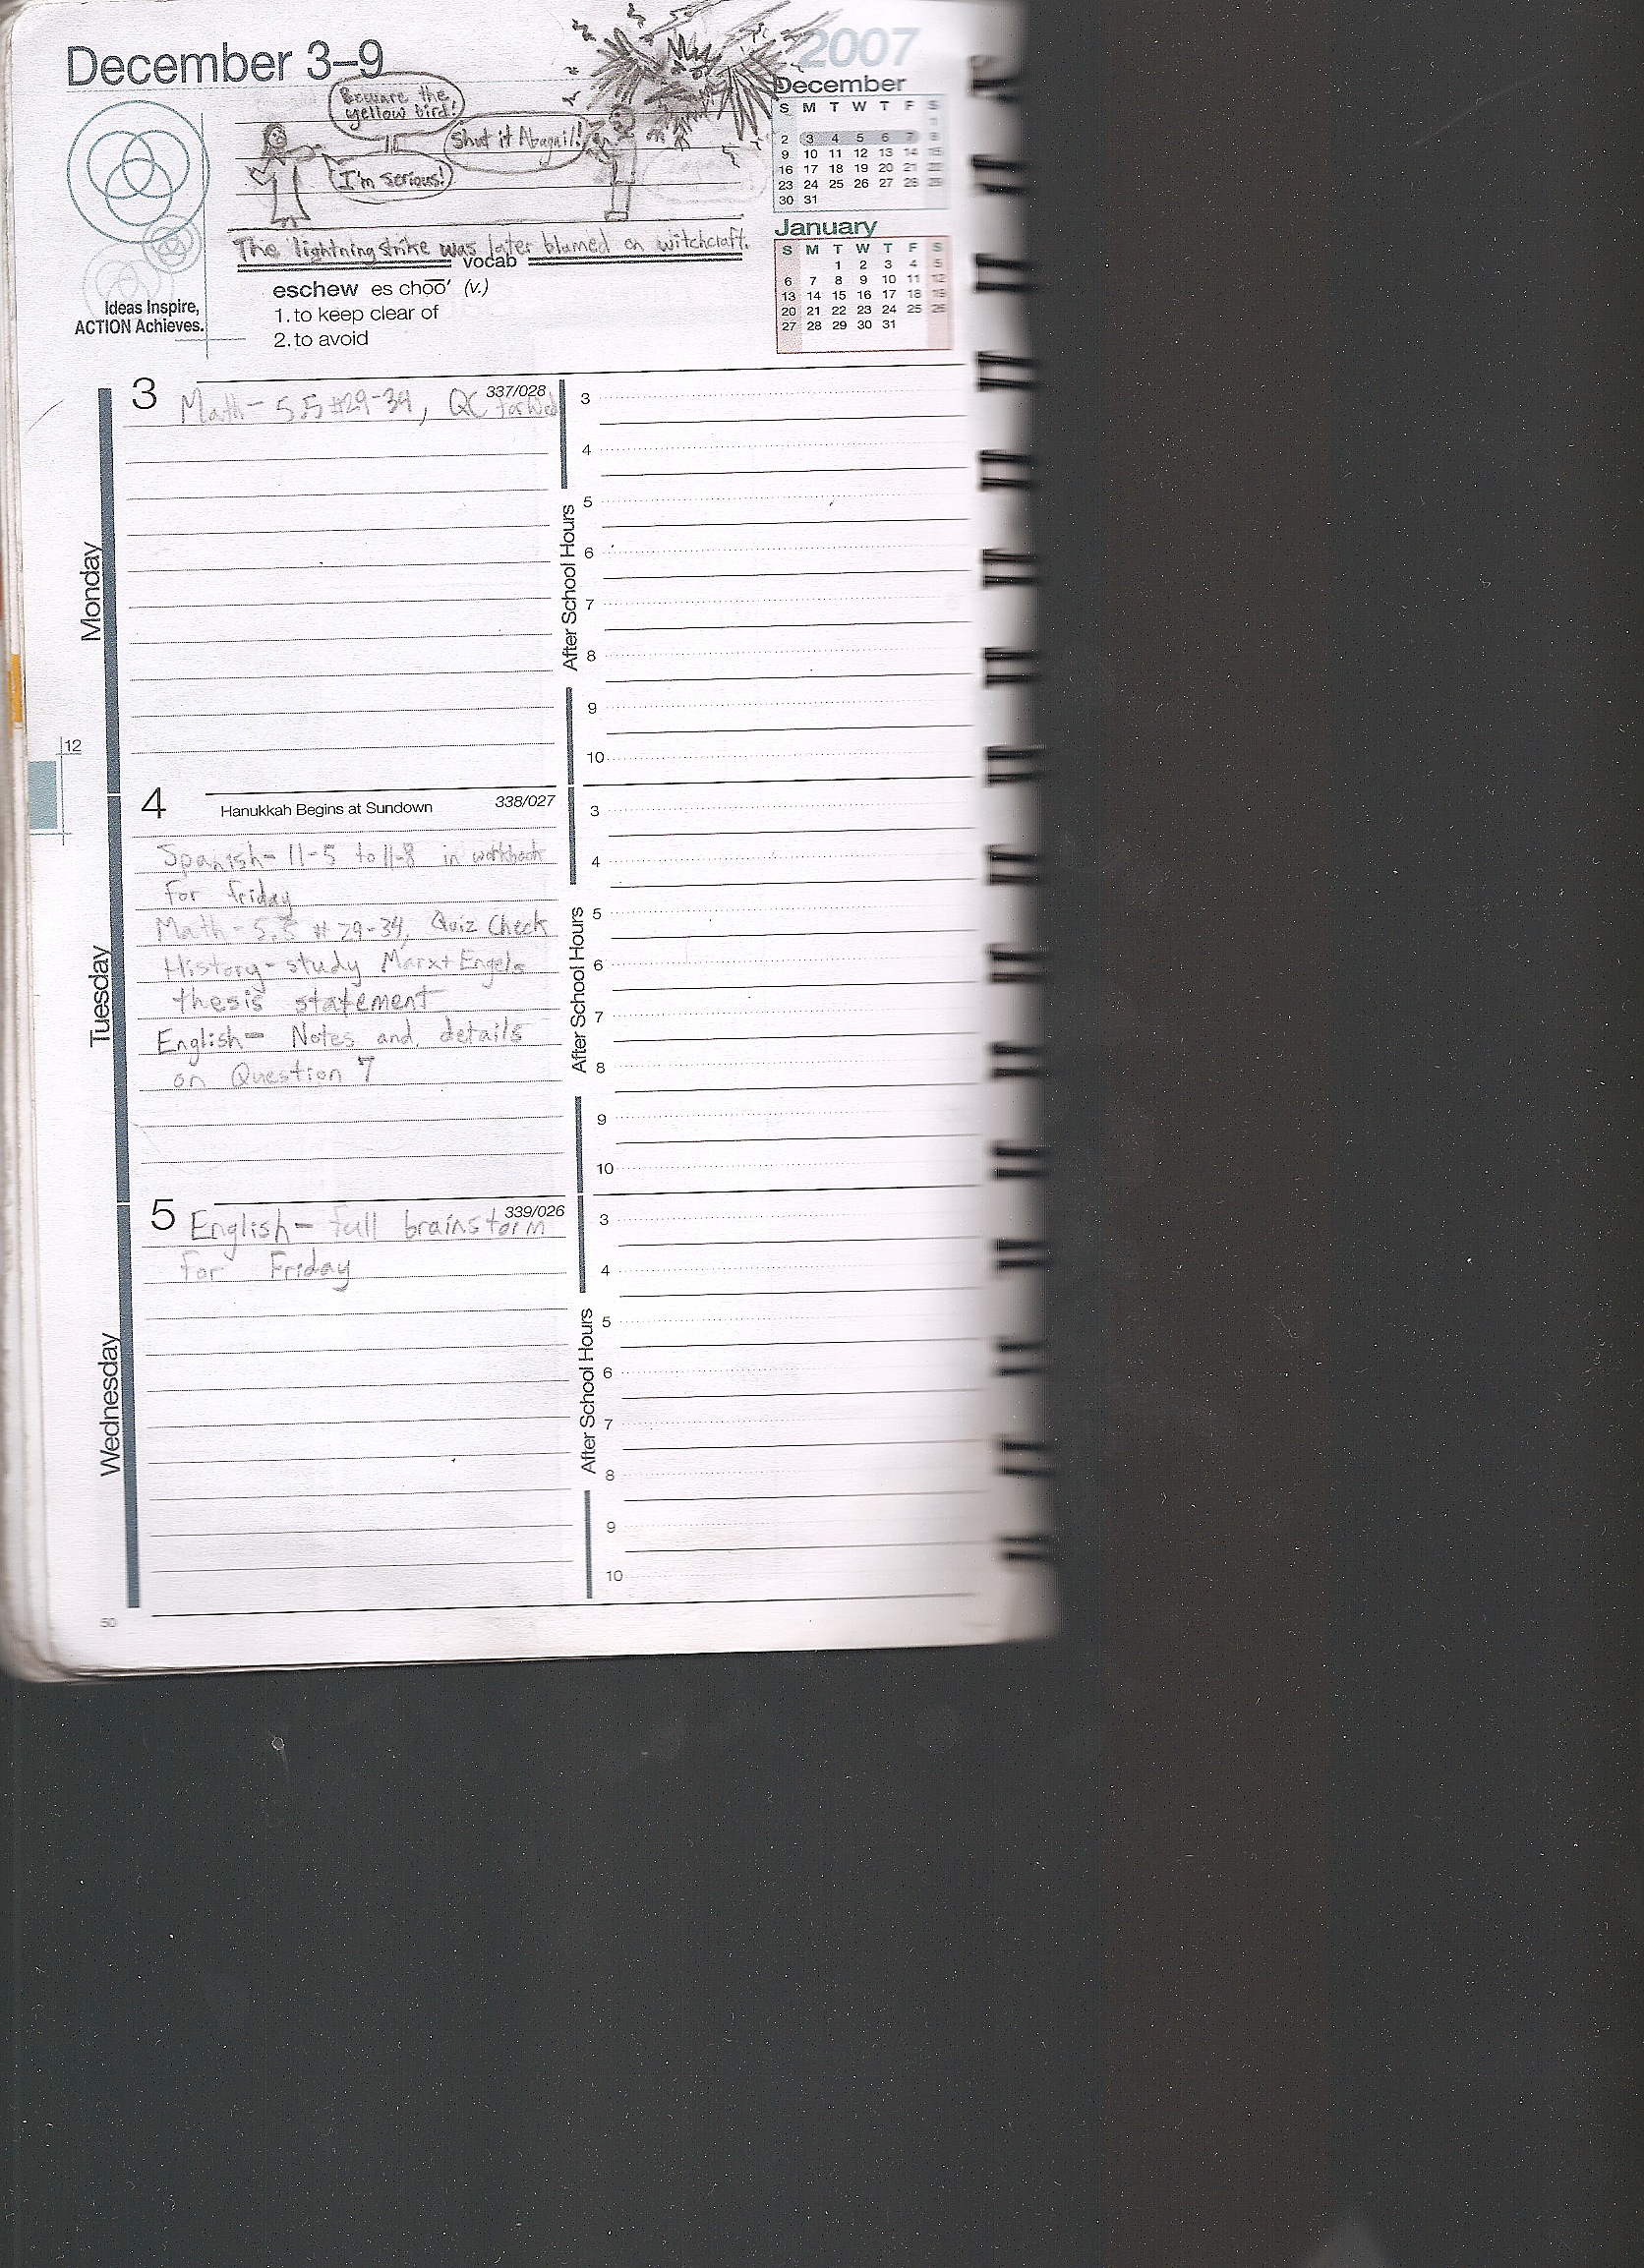 December 3–9
2007
Beware the
yellow bird!
Shut it Abagail!
I'm serious!
The lightning strike was later blamed on witchcraft.
vocab
eschew es chōō' (v.)
1. to keep clear of
2. to avoid
Ideas Inspire,
ACTION Achieves.
December
S M T W T F S
1
2 3 4 5 6 7 8
9 10 11 12 13 14 15
16 17 18 19 20 21 22
23 24 25 26 27 28 29
30 31
January
S M T W T F S
1 2 3 4 5
6 7 8 9 10 11 12
13 14 15 16 17 18 19
20 21 22 23 24 25 26
27 28 29 30 31
Monday
3 337/028
Math- 5.5 #29-34, QC for Wed
After School Hours
3
4
5
6
7
8
9
10
12
Tuesday
4 Hanukkah Begins at Sundown 338/027
Spanish- 11-5 to 11-8 in workbook
for friday
Math- 5.5 # 29-34, Quiz Check
History- study Marx+Engels
thesis statement
English- Notes and details
on Question 7
After School Hours
3
4
5
6
7
8
9
10
Wednesday
5 339/026
English- full brainstorm
for Friday
After School Hours
3
4
5
6
7
8
9
10
50